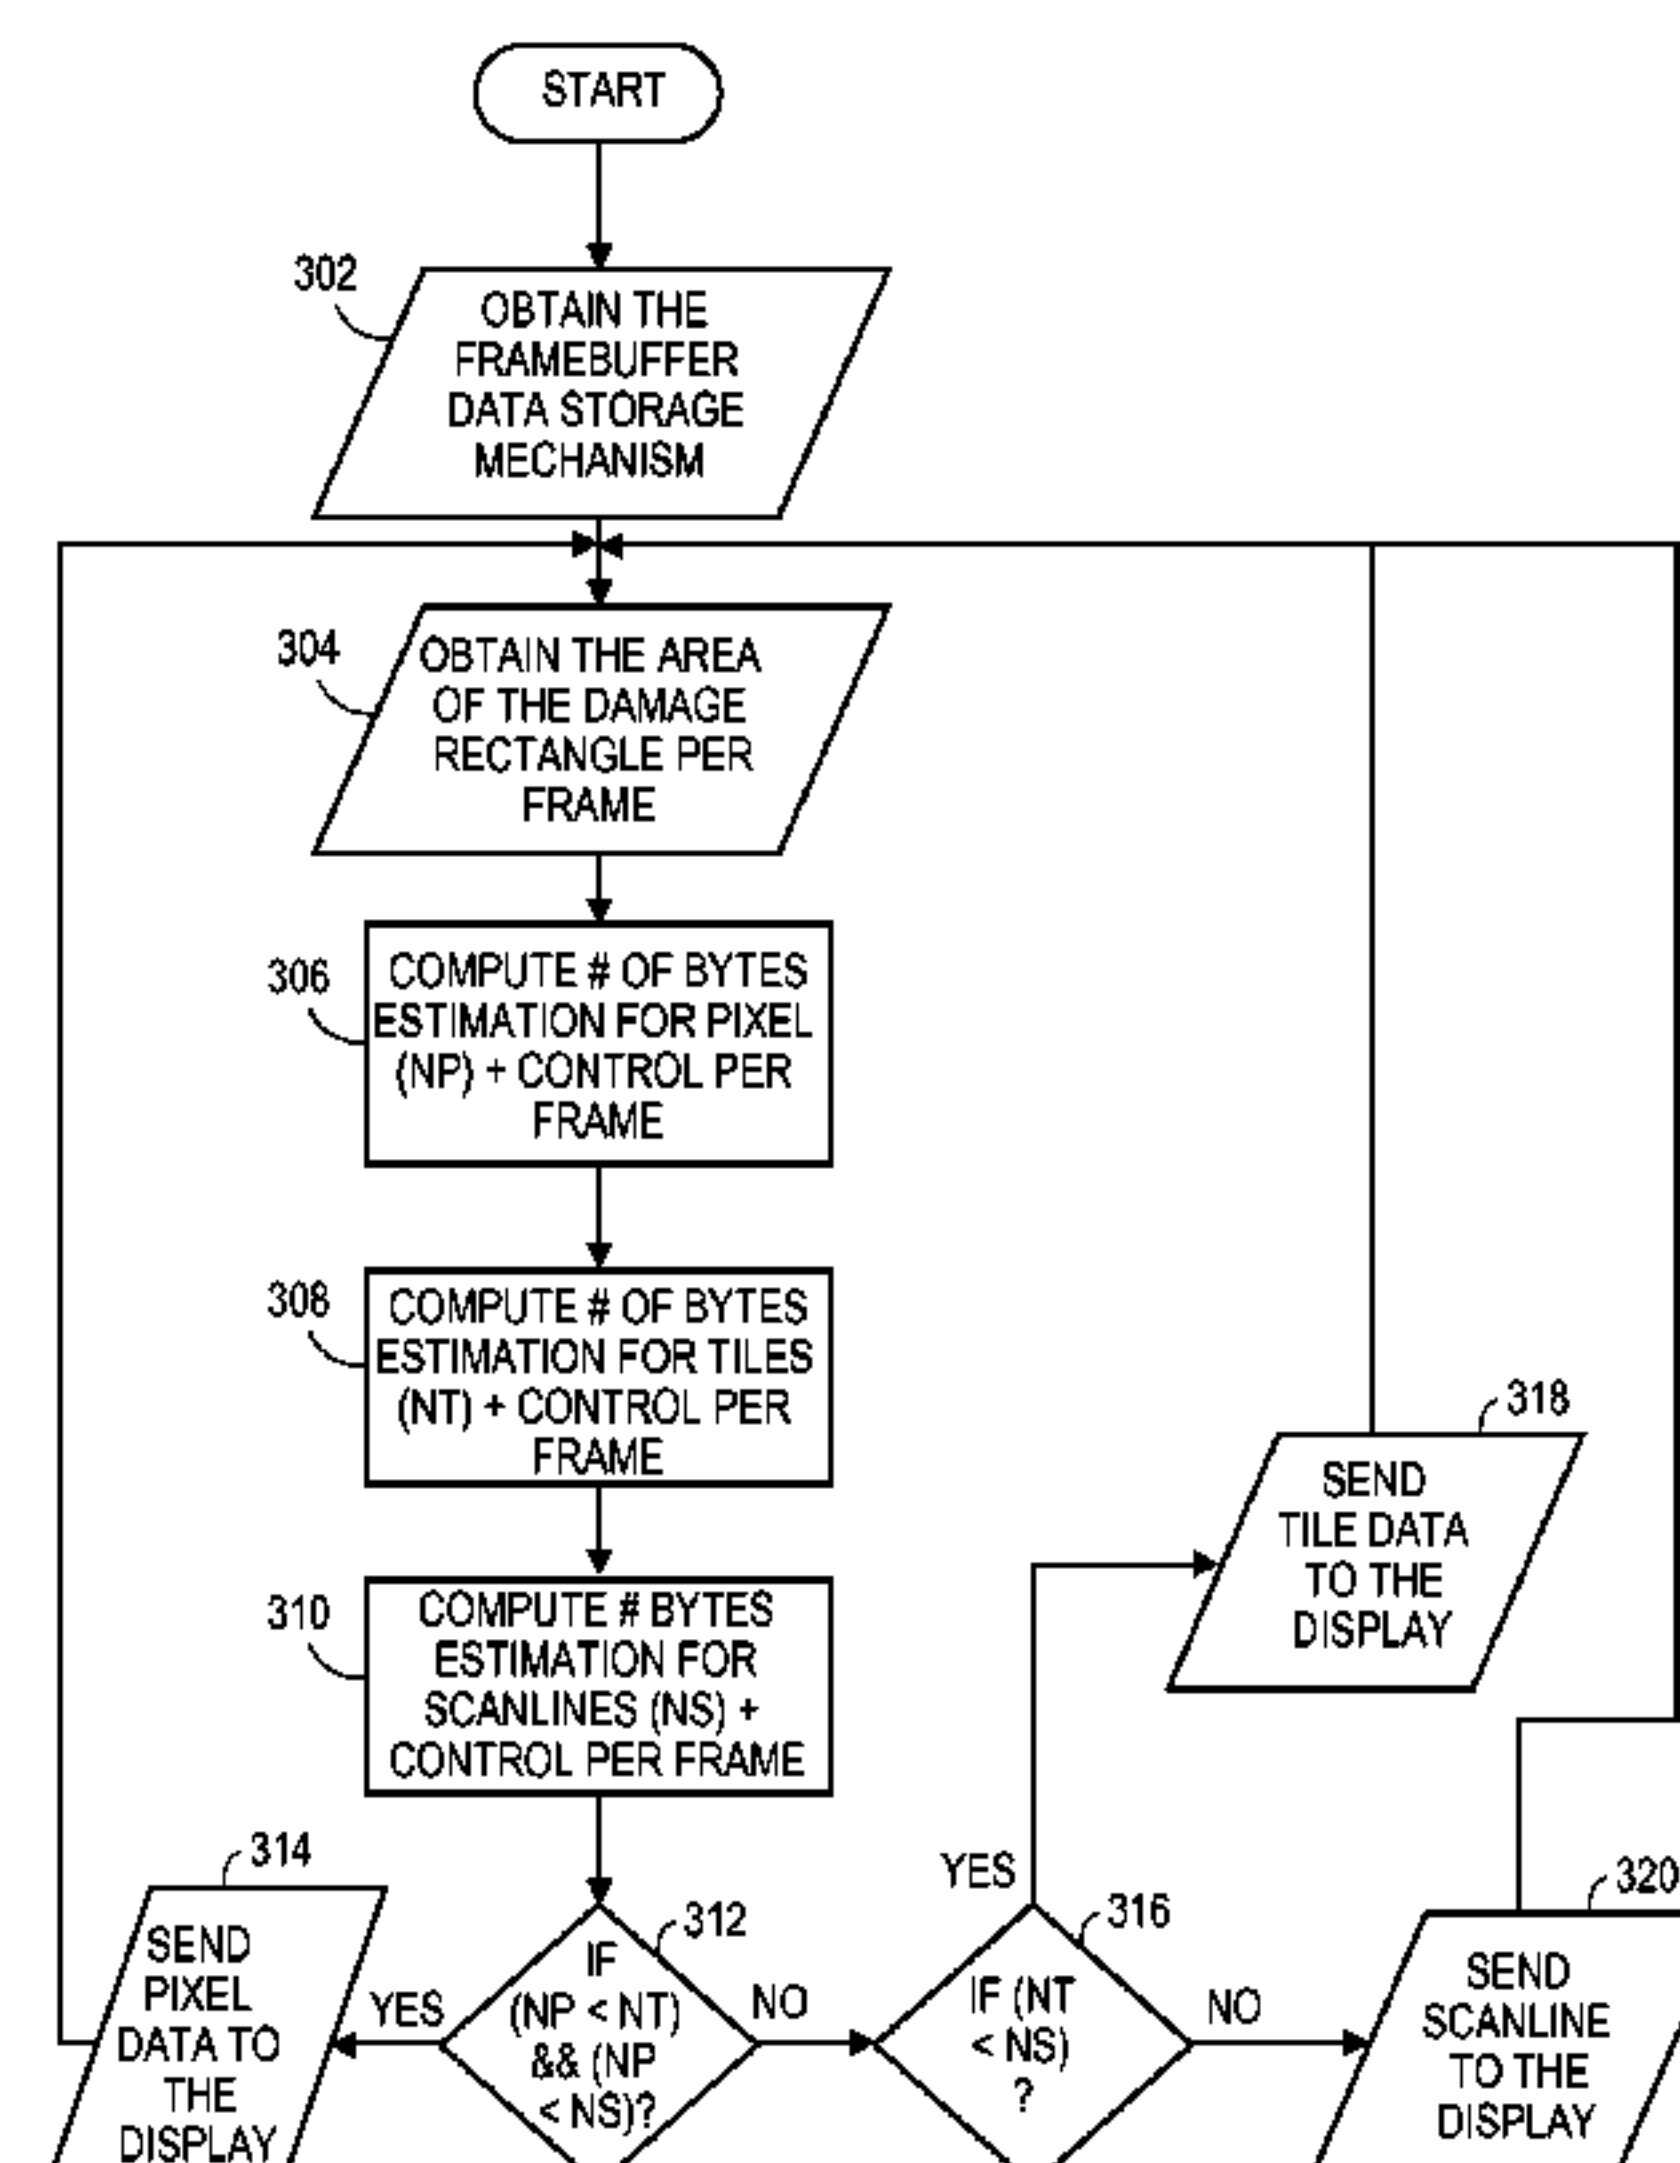 START
302
OBTAIN THE
FRAMEBUFFER
DATA STORAGE
MECHANISM
304
OBTAIN THE AREA
OF THE DAMAGE
RECTANGLE PER
FRAME
306
COMPUTE # OF BYTES
ESTIMATION FOR PIXEL
(NP) + CONTROL PER
FRAME
308
COMPUTE # OF BYTES
ESTIMATION FOR TILES
(NT) + CONTROL PER
FRAME
310
COMPUTE # BYTES
ESTIMATION FOR
SCANLINES (NS) +
CONTROL PER FRAME
312
IF
(NP < NT)
&& (NP
< NS)?
YES
314
SEND
PIXEL
DATA TO
THE
DISPLAY
NO
316
IF (NT
< NS)
?
YES
318
SEND
TILE DATA
TO THE
DISPLAY
NO
320
SEND
SCANLINE
TO THE
DISPLAY